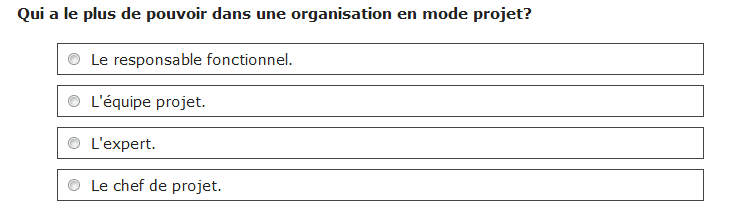 Qui a le plus de pouvoir dans une organisation en mode projet?
Le responsable fonctionnel.
L'équipe projet.
L'expert.
Le chef de projet.